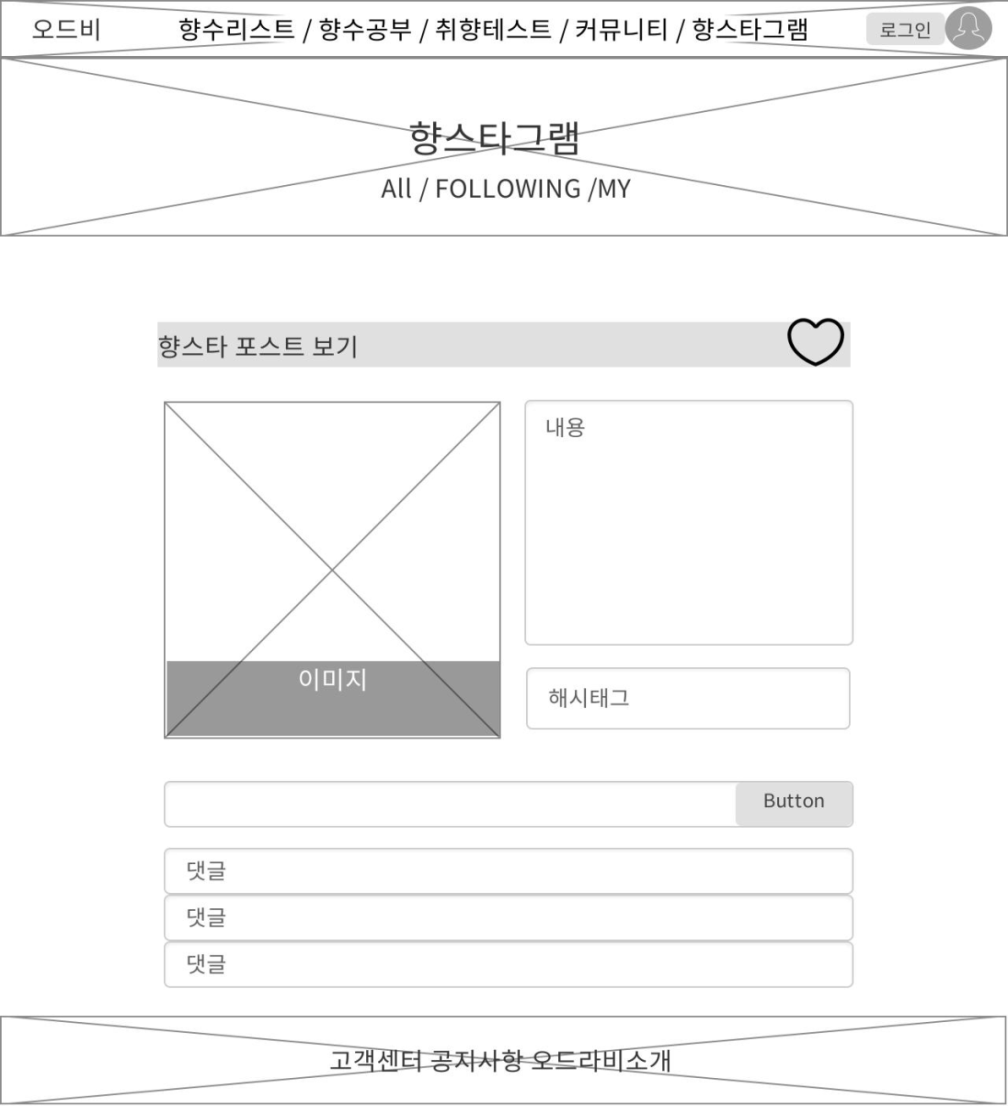 오드비 향수리스트 / 향수공부 / 취향테스트 / 커뮤니티 / 향스타그램 로그인
향스타그램
All / FOLLOWING /MY
향스타 포스트 보기
내용
이미지
해시태그
Button
댓글
댓글
댓글
고객센터 공지사항 오드라비소개